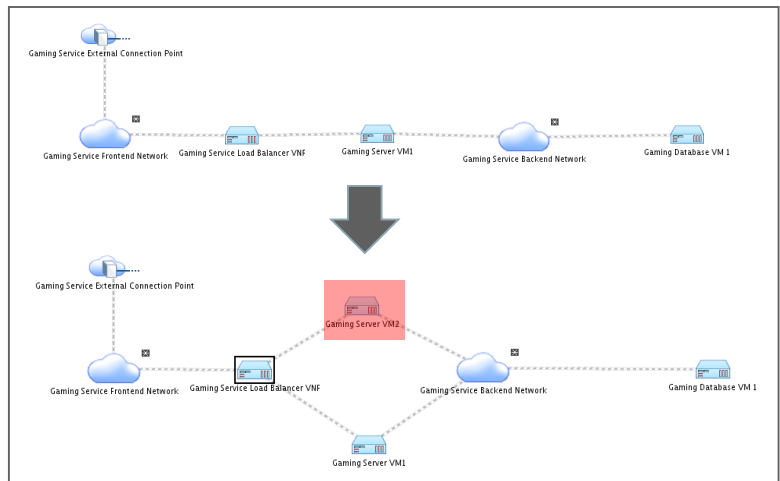 Gaming Service External Connection Point
Gaming Service Frontend Network
Gaming Service Load Balancer VNF
Gaming Server VM1
Gaming Service Backend Network
Gaming Database VM 1
Gaming Service External Connection Point
Gaming Server VM2
Gaming Service Frontend Network
Gaming Service Load Balancer VNF
Gaming Service Backend Network
Gaming Database VM 1
Gaming Server VM1